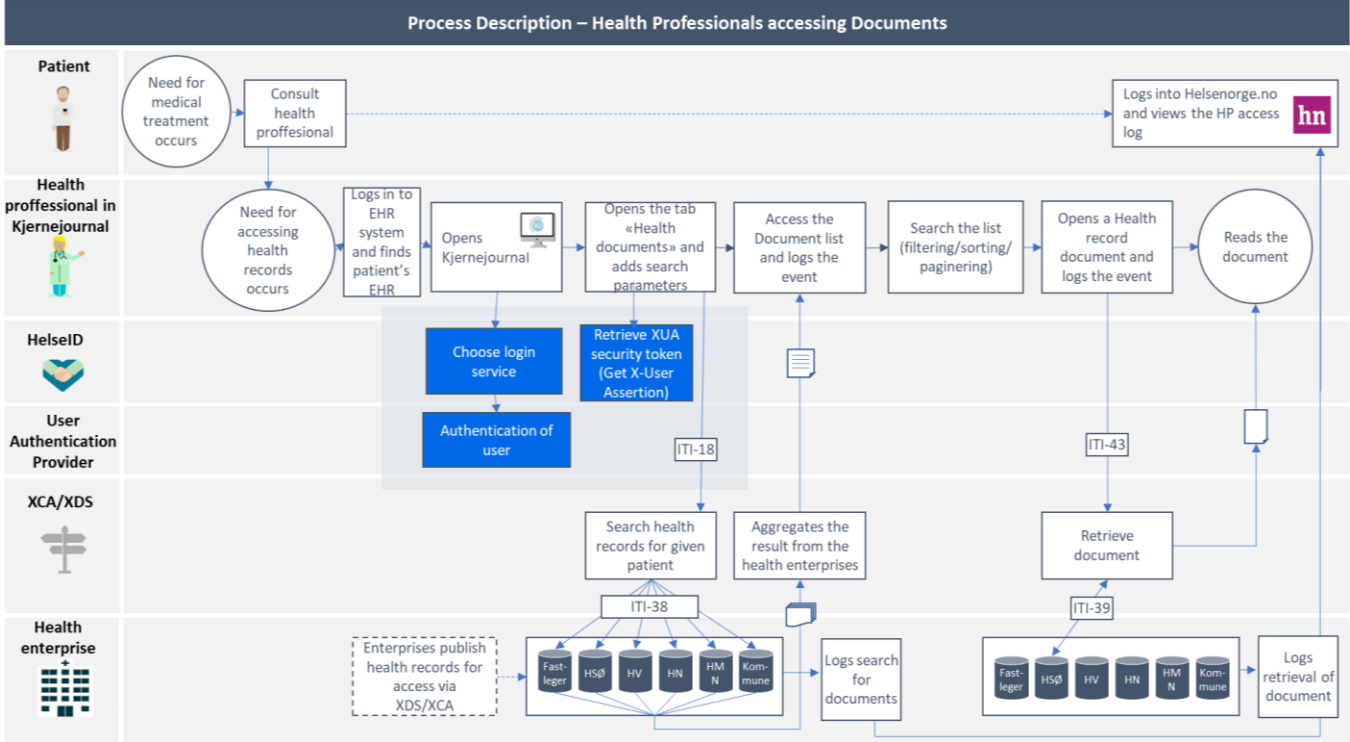 Process Description – Health Professionals accessing Documents
Patient
Need for
medical
treatment
occurs
Consult
health
proffesional
Logs into Helsenorge.no
and views the HP access
log
hn
Health
proffessional in
Kjernejournal
Need for
accessing
health
records
occurs
Logs in to
EHR
system
and finds
patient's
EHR
Opens
Kjernejournal
Opens the tab
«Health
documents» and
adds search
parameters
Access the
Document list
and logs the
event
Search the list
(filtering/sorting/
paginering)
Opens a Health
record
document and
logs the event
Reads the
document
HelseID
Choose login
service
Retrieve XUA
security token
(Get X-User
Assertion)
User
Authentication
Provider
Authentication of
user
ITI-18
ITI-43
XCA/XDS
Search health
records for given
patient
Aggregates the
result from the
health enterprises
Retrieve
document
ITI-38
ITI-39
Health
enterprise
Enterprises publish
health records for
access via
XDS/XCA
Fast-
leger
HSØ
HV
HN
HM
N
Kom-
mune
Logs search
for
documents
Fast-
leger
HSØ
HV
HN
HM
N
Kom-
mune
Logs
retrieval of
document